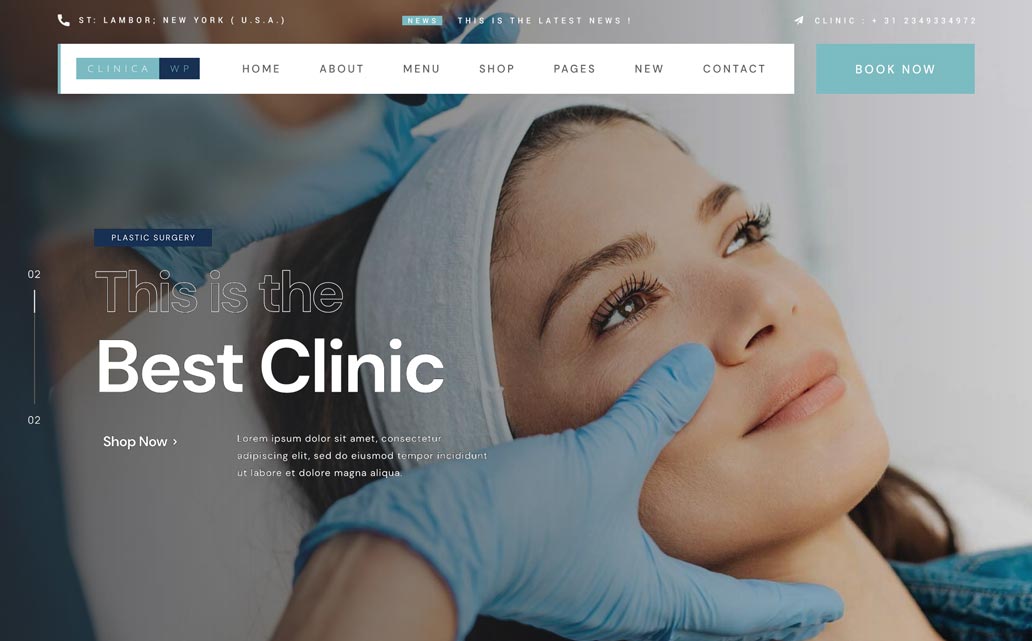 ST: LAMBOR; NEW YORK ( U.S.A.)
NEWS THIS IS THE LATEST NEWS !
CLINIC : + 31 2349334972
CLINICA WP
HOME ABOUT MENU SHOP PAGES NEW CONTACT
BOOK NOW
PLASTIC SURGERY
02
This is the
Best Clinic
02
Shop Now ›
Lorem ipsum dolor sit amet, consectetur
adipiscing elit, sed do eiusmod tempor incididunt
ut labore et dolore magna aliqua.